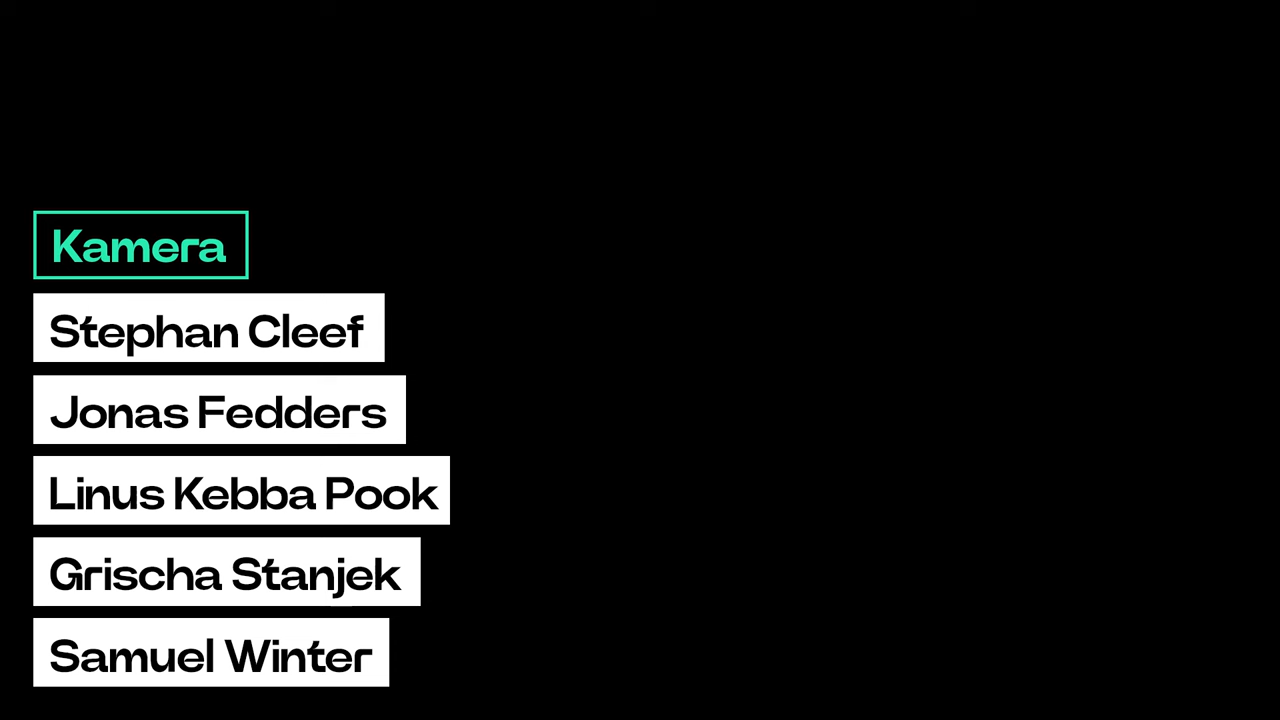 Kamera
Stephan Cleef
Jonas Fedders
Linus Kebba Pook
Grischa Stanjek
Samuel Winter